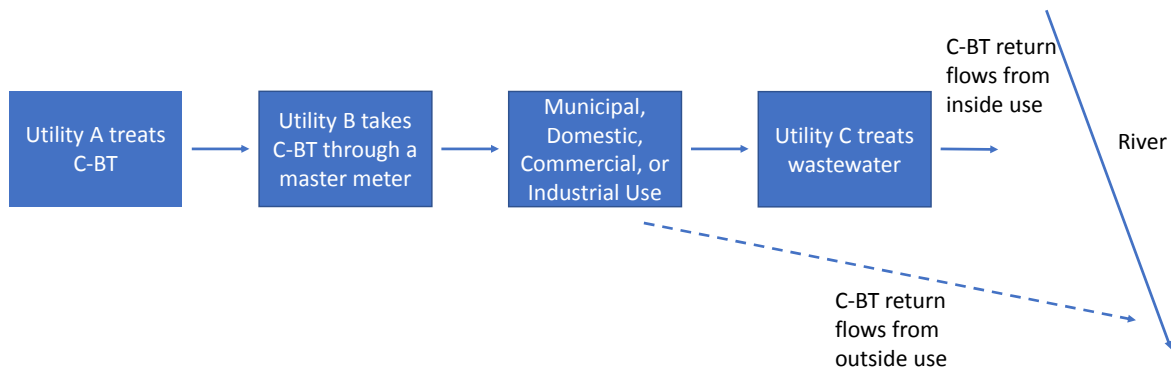 Utility A treats
C-BT
Utility B takes
C-BT through a
master meter
Municipal,
Domestic,
Commercial, or
Industrial Use
Utility C treats
wastewater
C-BT return
flows from
inside use
River
C-BT return
flows from
outside use